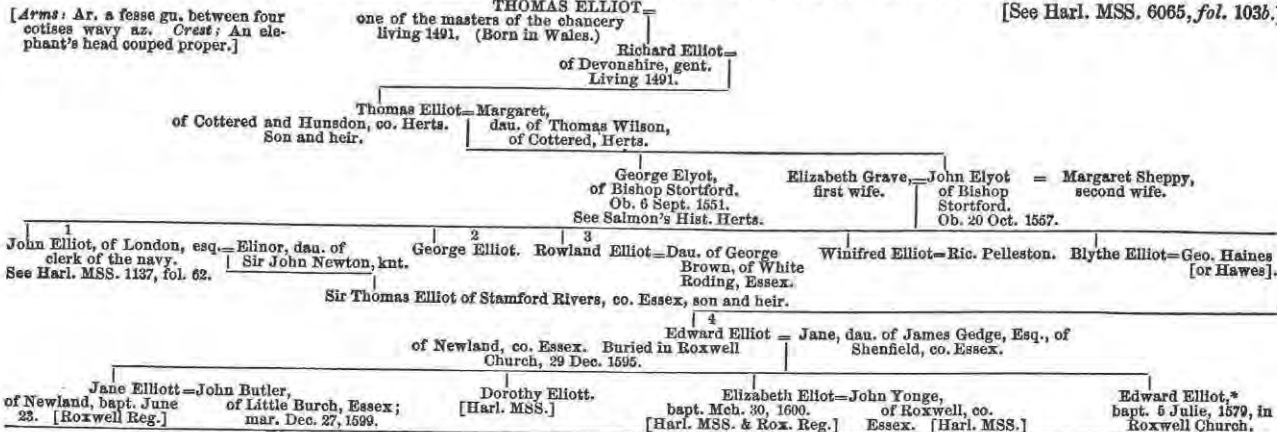 [Arms: Ar. a fesse gu. between four
cotises wavy az. Crest; An ele-
phant's head couped proper.]
THOMAS ELLIOT=
one of the masters of the chancery
living 1491. (Born in Wales.)
[See Harl. MSS. 6065, fol. 103b.]
Richard Elliot=
of Devonshire, gent.
Living 1491.
Thomas Elliot=Margaret,
of Cottered and Hunsdon, co. Herts.
Son and heir.
dau. of Thomas Wilson,
of Cottered, Herts.
George Elyot,
of Bishop Stortford.
Ob. 6 Sept. 1551.
See Salmon's Hist. Herts.
Elizabeth Grave,=John Elyot = Margaret Sheppy,
first wife.
of Bishop
Stortford.
Ob. 20 Oct. 1557.
second wife.
1
John Elliot, of London, esq.=Elinor, dau. of
clerk of the navy.
See Harl. MSS. 1137, fol. 62.
Sir John Newton, knt.
2
George Elliot.
3
Rowland Elliot=Dau. of George
Brown, of White
Roding, Essex.
Winifred Elliot=Ric. Pelleston.
Blythe Elliot=Geo. Haines
[or Hawes].
Sir Thomas Elliot of Stamford Rivers, co. Essex, son and heir.
4
Edward Elliot = Jane, dau. of James Gedge, Esq., of
of Newland, co. Essex. Buried in Roxwell
Church, 29 Dec. 1595.
Shenfield, co. Essex.
Jane Elliott=John Butler,
of Newland, bapt. June
23. [Roxwell Reg.]
of Little Burch, Essex;
mar. Dec. 27, 1599.
Dorothy Eliott.
[Harl. MSS.]
Elizabeth Eliot=John Yonge,
bapt. Mch. 30, 1600.
[Harl. MSS. & Rox. Reg.]
of Roxwell, co.
Essex. [Harl. MSS.]
Edward Elliot,*
bapt. 5 Julie, 1579, in
Roxwell Church.